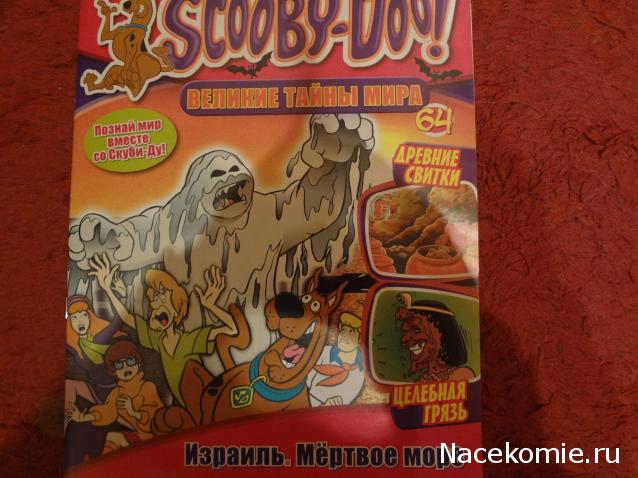 SCOOBY-DOO!
ВЕЛИКИЕ ТАЙНЫ МИРА
64
Познай мир
вместе
со Скуби-Ду!
ДРЕВНИЕ
СВИТКИ
ЦЕЛЕБНАЯ
ГРЯЗЬ
Израиль. Мёртвое море
Nacekomie.ru